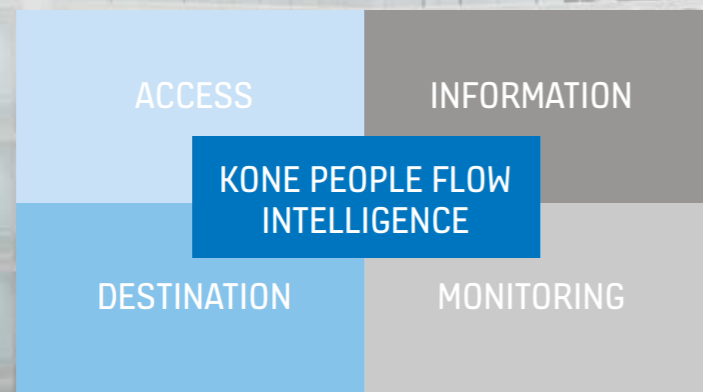 ACCESS
INFORMATION
KONE PEOPLE FLOW
INTELLIGENCE
DESTINATION
MONITORING